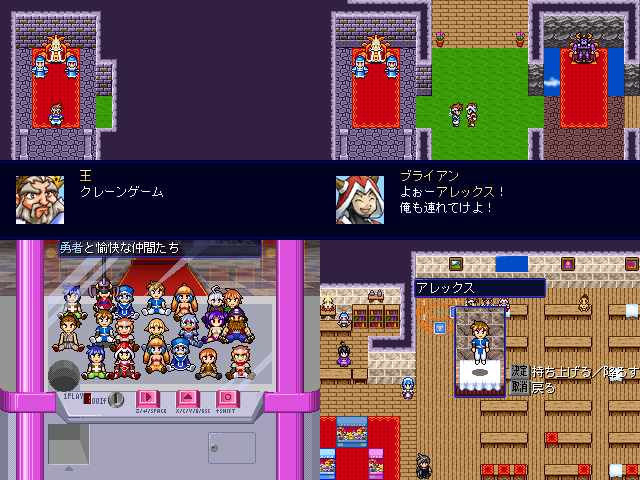 王
クレーンゲーム
ブライアン
よぉーアレックス！
俺も連れてけよ！
勇者と愉快な仲間たち
1PLAY
Z/↵/SPACE
X/C/V/B/ESC
+SHIFT
アレックス
決定 持ち上げる／降ろす
取消 戻る